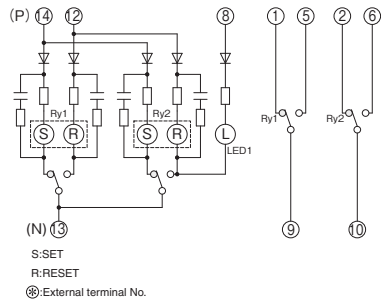 (P) 14 12 8 1 5 2 6
Ry1 Ry2
S R S R L
LED1
Ry1 Ry2
(N) 13 9 10
S:SET
R:RESET
✱:External terminal No.